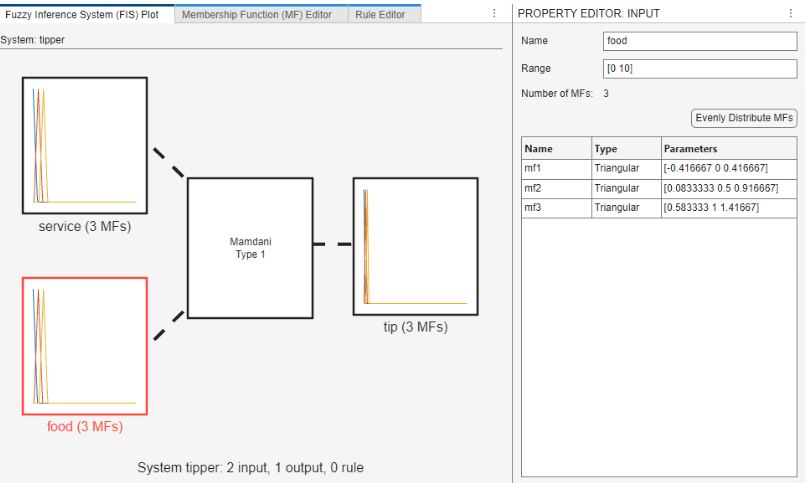 Fuzzy Inference System (FIS) Plot
Membership Function (MF) Editor
Rule Editor
System: tipper
service (3 MFs)
Mamdani
Type 1
tip (3 MFs)
food (3 MFs)
System tipper: 2 input, 1 output, 0 rule
PROPERTY EDITOR: INPUT
Name food
Range [0 10]
Number of MFs: 3
Evenly Distribute MFs
Name Type Parameters
mf1 Triangular [-0.416667 0 0.416667]
mf2 Triangular [0.0833333 0.5 0.916667]
mf3 Triangular [0.583333 1 1.41667]